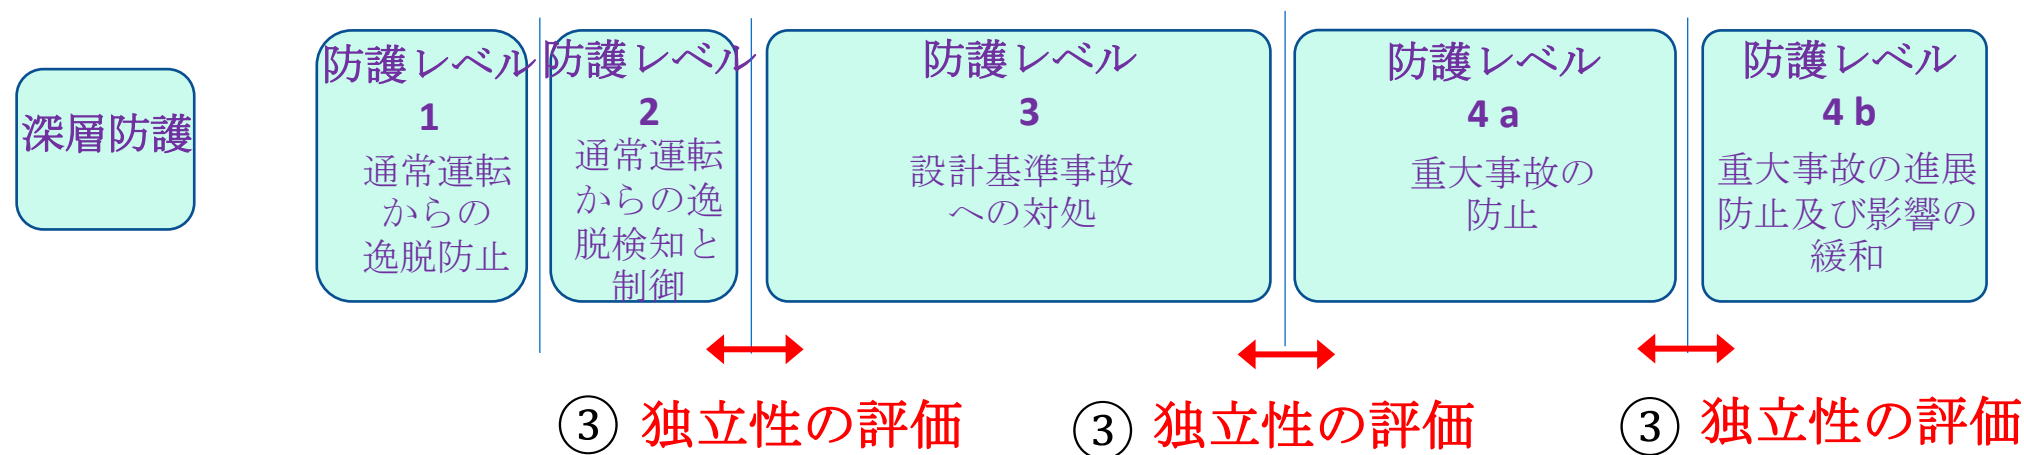 深層防護
防護レベル
1
通常運転
からの
逸脱防止
防護レベル
2
通常運転
からの逸
脱検知と
制御
防護レベル
3
設計基準事故
への対処
防護レベル
4 a
重大事故の
防止
防護レベル
4 b
重大事故の進展
防止及び影響の
緩和
③ 独立性の評価
③ 独立性の評価
③ 独立性の評価